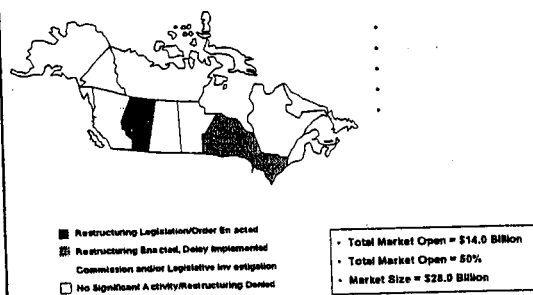 Restructuring Legislation/Order Enacted
Restructuring Enacted, Delay Implemented
Commission and/or Legislative Investigation
No Significant Activity/Restructuring Denied
• Total Market Open = $14.0 Billion
• Total Market Open = 50%
• Market Size = $28.0 Billion